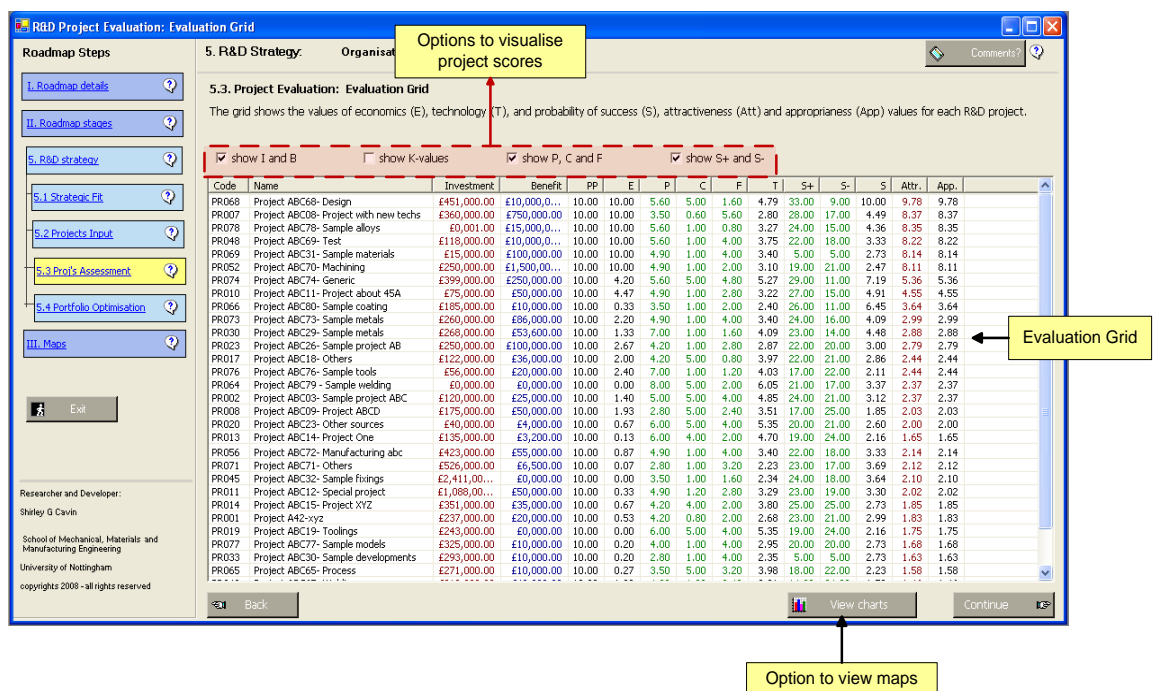 R&D Project Evaluation: Evaluation Grid
Options to visualise
project scores
Roadmap Steps
5. R&D Strategy: Organisat
Comments?
I. Roadmap details
II. Roadmap stages
5. R&D strategy
5.1 Strategic Fit
5.2 Projects Input
5.3 Proj's Assessment
5.4 Portfolio Optimisation
III. Maps
Exit
Researcher and Developer:
Shirley G Cavin
School of Mechanical, Materials and
Manufacturing Engineering
University of Nottingham
copyrights 2008 - all rights reserved
5.3. Project Evaluation: Evaluation Grid
The grid shows the values of economics (E), technology (T), and probability of success (S), attractiveness (Att) and approprianess (App) values for each R&D project.
show I and B show K-values show P, C and F show S+ and S-
Code Name Investment Benefit PP E P C F T S+ S- S Attr. App.
PR068 Project ABC68- Design £451,000.00 £10,000,0... 10.00 10.00 5.60 5.00 1.60 4.79 33.00 9.00 10.00 9.78 9.78
PR007 Project ABC08- Project with new techs £360,000.00 £750,000.00 10.00 10.00 3.50 0.60 5.60 2.80 28.00 17.00 4.49 8.37 8.37
PR078 Project ABC78- Sample alloys £0,001.00 £15,000,0... 10.00 10.00 5.60 1.00 0.80 3.27 24.00 15.00 4.36 8.35 8.35
PR048 Project ABC69- Test £118,000.00 £10,000,0... 10.00 10.00 5.60 1.00 4.00 3.75 22.00 18.00 3.33 8.22 8.22
PR069 Project ABC31- Sample materials £15,000.00 £100,000.00 10.00 10.00 4.90 1.00 4.00 3.40 5.00 5.00 2.73 8.14 8.14
PR052 Project ABC70- Machining £250,000.00 £1,500,00... 10.00 10.00 4.90 1.00 2.00 3.10 19.00 21.00 2.47 8.11 8.11
PR074 Project ABC74- Generic £399,000.00 £250,000.00 10.00 4.20 5.60 5.00 4.80 5.27 29.00 11.00 7.19 5.36 5.36
PR010 Project ABC11- Project about 45A £75,000.00 £50,000.00 10.00 4.47 4.90 1.00 2.80 3.22 27.00 15.00 4.91 4.55 4.55
PR066 Project ABC80- Sample coating £185,000.00 £10,000.00 10.00 0.33 3.50 1.00 2.00 2.40 26.00 11.00 6.45 3.64 3.64
PR073 Project ABC73- Sample metals £260,000.00 £86,000.00 10.00 2.20 4.90 1.00 4.00 3.40 24.00 16.00 4.09 2.99 2.99
PR030 Project ABC29- Sample metals £268,000.00 £53,600.00 10.00 1.33 7.00 1.00 1.60 4.09 23.00 14.00 4.48 2.88 2.88
PR023 Project ABC26- Sample project AB £250,000.00 £100,000.00 10.00 2.67 4.20 1.00 2.80 2.87 22.00 20.00 3.00 2.79 2.79
PR017 Project ABC18- Others £122,000.00 £36,000.00 10.00 2.00 4.20 5.00 0.80 3.97 22.00 21.00 2.86 2.44 2.44
PR076 Project ABC76- Sample tools £56,000.00 £20,000.00 10.00 2.40 7.00 1.00 1.20 4.03 17.00 22.00 2.11 2.44 2.44
PR064 Project ABC79 - Sample welding £0,000.00 £0,000.00 10.00 0.00 8.00 5.00 2.00 6.05 21.00 17.00 3.37 2.37 2.37
PR002 Project ABC03- Sample project ABC £120,000.00 £25,000.00 10.00 1.40 5.00 5.00 4.00 4.85 24.00 21.00 3.12 2.37 2.37
PR008 Project ABC09- Project ABCD £175,000.00 £50,000.00 10.00 1.93 2.80 5.00 2.40 3.51 17.00 25.00 1.85 2.03 2.03
PR020 Project ABC23- Other sources £40,000.00 £4,000.00 10.00 0.67 6.00 5.00 4.00 5.35 20.00 21.00 2.60 2.00 2.00
PR013 Project ABC14- Project One £135,000.00 £3,200.00 10.00 0.13 6.00 4.00 2.00 4.70 19.00 24.00 2.16 1.65 1.65
PR056 Project ABC72- Manufacturing abc £423,000.00 £55,000.00 10.00 0.87 4.90 1.00 4.00 3.40 22.00 18.00 3.33 2.14 2.14
PR071 Project ABC71- Others £526,000.00 £6,500.00 10.00 0.07 2.80 1.00 3.20 2.23 23.00 17.00 3.69 2.12 2.12
PR045 Project ABC32- Sample fixings £2,411,00... £0,000.00 10.00 0.00 3.50 1.00 1.60 2.34 24.00 18.00 3.64 2.10 2.10
PR011 Project ABC12- Special project £1,088,00... £50,000.00 10.00 0.33 4.90 1.20 2.80 3.29 23.00 19.00 3.30 2.02 2.02
PR014 Project ABC15- Project XYZ £351,000.00 £35,000.00 10.00 0.67 4.20 4.00 2.00 3.80 25.00 25.00 2.73 1.85 1.85
PR001 Project A42-xyz £237,000.00 £20,000.00 10.00 0.53 4.20 0.80 2.00 2.68 23.00 21.00 2.99 1.83 1.83
PR019 Project ABC19- Toolings £243,000.00 £0,000.00 10.00 0.00 6.00 5.00 4.00 5.35 19.00 24.00 2.16 1.75 1.75
PR077 Project ABC77- Sample models £325,000.00 £10,000.00 10.00 0.20 4.00 1.00 4.00 2.95 20.00 20.00 2.73 1.68 1.68
PR033 Project ABC30- Sample developments £293,000.00 £10,000.00 10.00 0.20 2.80 1.00 4.00 2.35 5.00 5.00 2.73 1.63 1.63
PR065 Project ABC65- Process £271,000.00 £10,000.00 10.00 0.27 3.50 5.00 3.20 3.98 18.00 22.00 2.23 1.58 1.58
Evaluation Grid
Back
View charts
Continue
Option to view maps